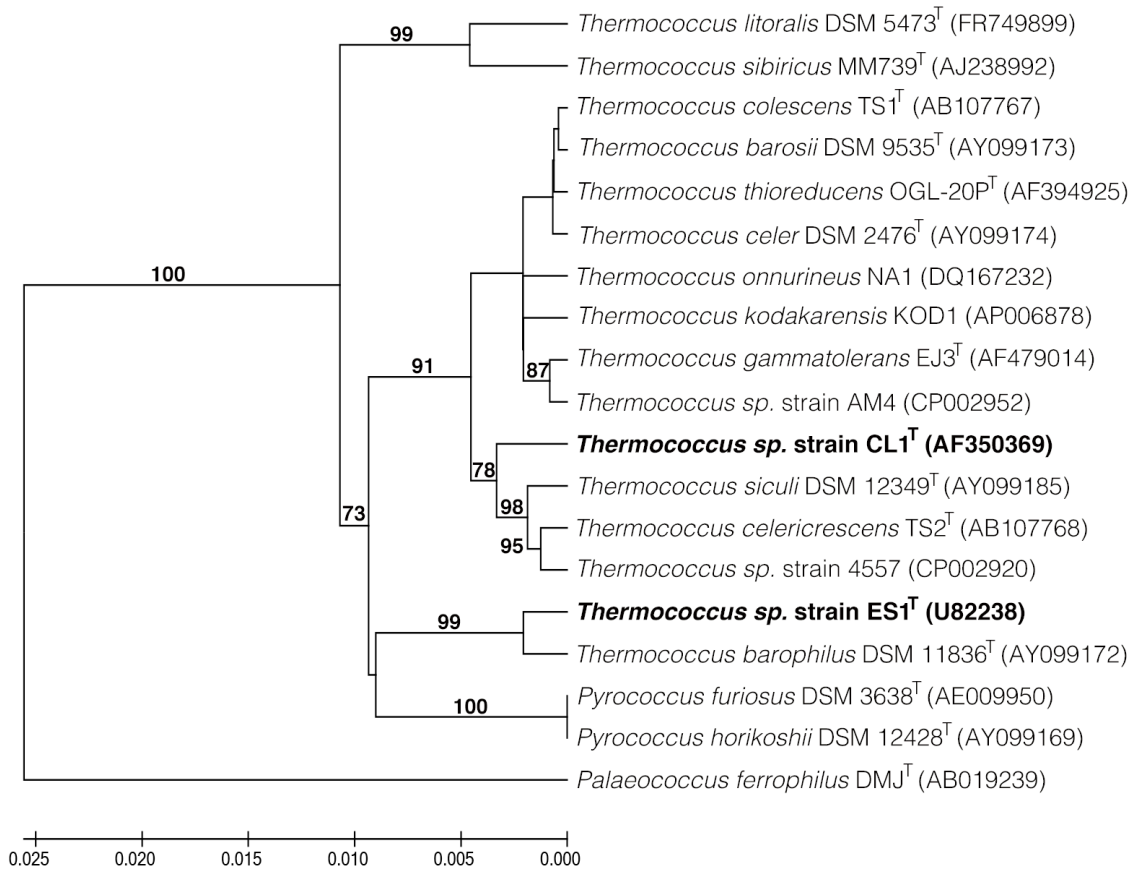 99
Thermococcus litoralis DSM 5473T (FR749899)
Thermococcus sibiricus MM739T (AJ238992)
Thermococcus colescens TS1T (AB107767)
Thermococcus barosii DSM 9535T (AY099173)
Thermococcus thioreducens OGL-20PT (AF394925)
Thermococcus celer DSM 2476T (AY099174)
100
Thermococcus onnurineus NA1 (DQ167232)
Thermococcus kodakarensis KOD1 (AP006878)
91
Thermococcus gammatolerans EJ3T (AF479014)
87
Thermococcus sp. strain AM4 (CP002952)
Thermococcus sp. strain CL1T (AF350369)
78
Thermococcus siculi DSM 12349T (AY099185)
98
73
Thermococcus celericrescens TS2T (AB107768)
95
Thermococcus sp. strain 4557 (CP002920)
Thermococcus sp. strain ES1T (U82238)
99
Thermococcus barophilus DSM 11836T (AY099172)
Pyrococcus furiosus DSM 3638T (AE009950)
100
Pyrococcus horikoshii DSM 12428T (AY099169)
Palaeococcus ferrophilus DMJT (AB019239)
0.025 0.020 0.015 0.010 0.005 0.000